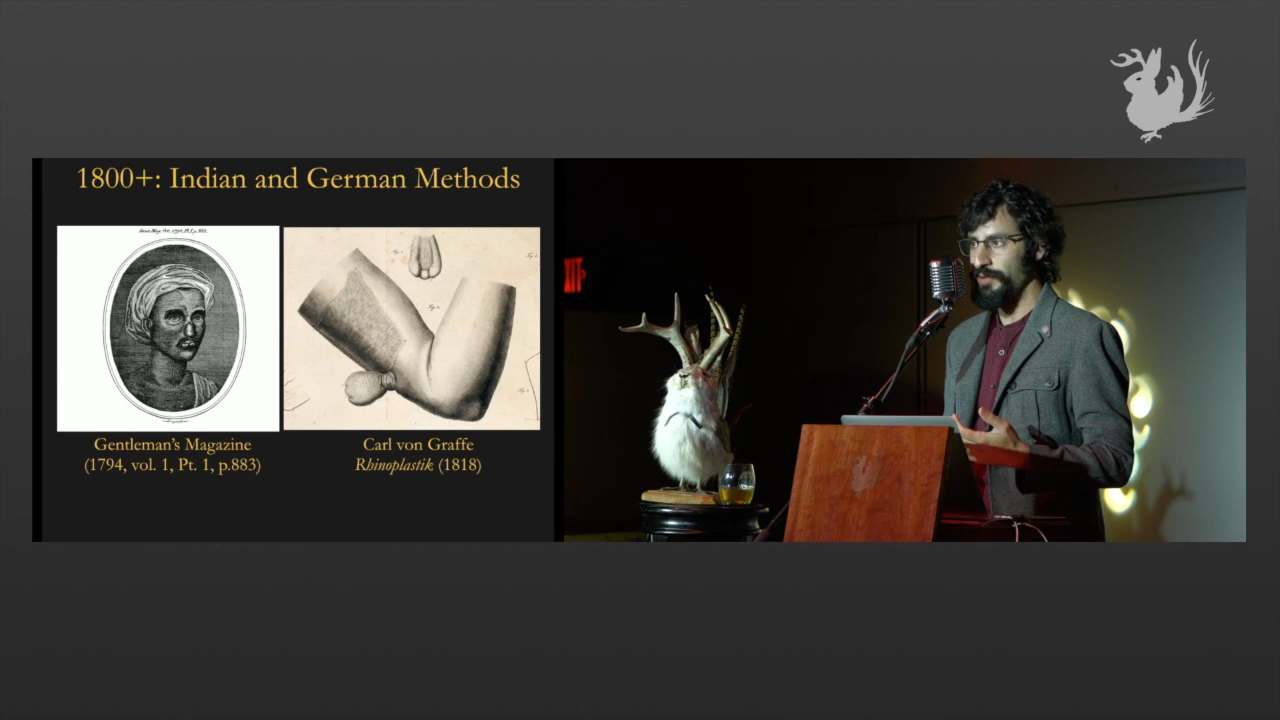 1800+: Indian and German Methods
Gentleman's Magazine
(1794, vol. 1, Pt. 1, p.883)
Carl von Graffe
Rhinoplastik (1818)